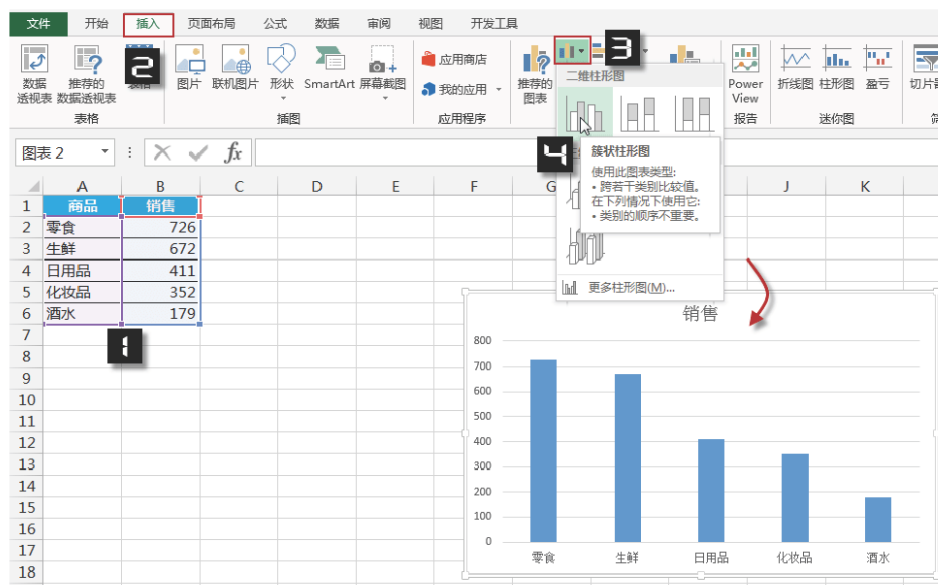 文件 开始 插入 页面布局 公式 数据 审阅 视图 开发工具
2 3
数据
透视表
推荐的
数据透视表
表格
图片 联机图片 形状 SmartArt 屏幕截图
应用商店
我的应用
推荐的
图表
Power
View
折线图 柱形图 盈亏
表格 插图 应用程序 报告 迷你图
二维柱形图
4
簇状柱形图
使用此图表类型:
• 跨若干类别比较值。
在下列情况下使用它:
• 类别的顺序不重要。
更多柱形图(M)...
图表 2 fx
A B C D E F G J K
1 商品 销售
2 零食 726
3 生鲜 672
4 日用品 411
5 化妆品 352
6 酒水 179
7
1
8
9
10
11
12
13
14
15
16
17
18
销售
800
700
600
500
400
300
200
100
0
零食 生鲜 日用品 化妆品 酒水